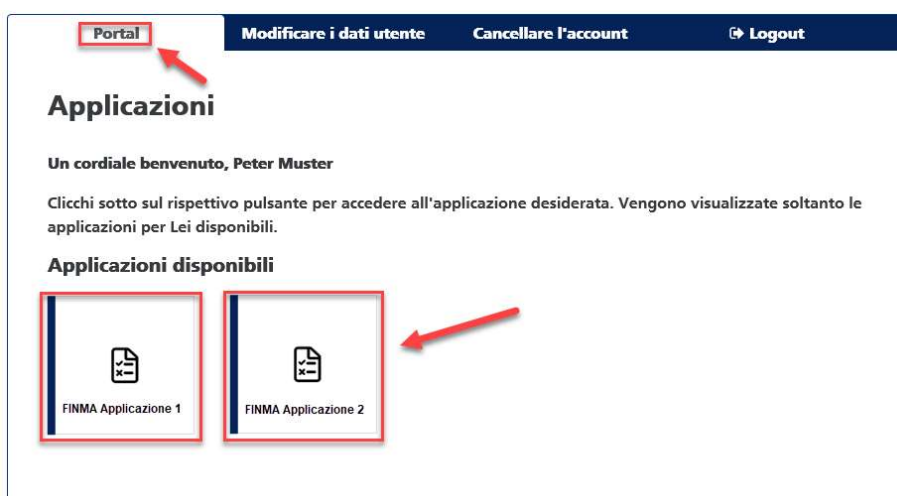 Portal
Modificare i dati utente
Cancellare l'account
Logout
Applicazioni
Un cordiale benvenuto, Peter Muster
Clicchi sotto sul rispettivo pulsante per accedere all'applicazione desiderata. Vengono visualizzate soltanto le
applicazioni per Lei disponibili.
Applicazioni disponibili
FINMA Applicazione 1
FINMA Applicazione 2